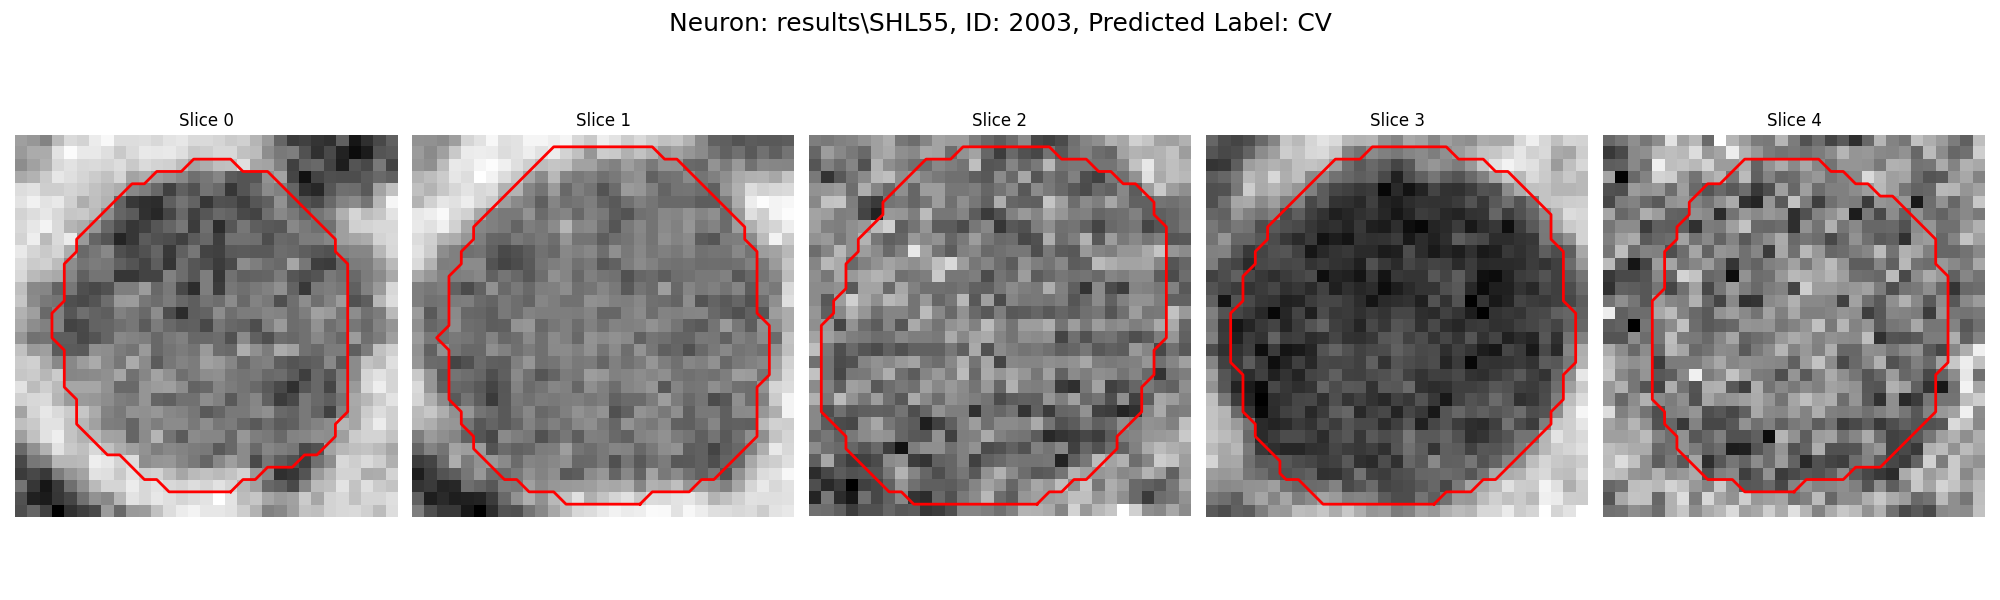 Neuron: results\SHL55, ID: 2003, Predicted Label: CV
Slice 0
Slice 1
Slice 2
Slice 3
Slice 4